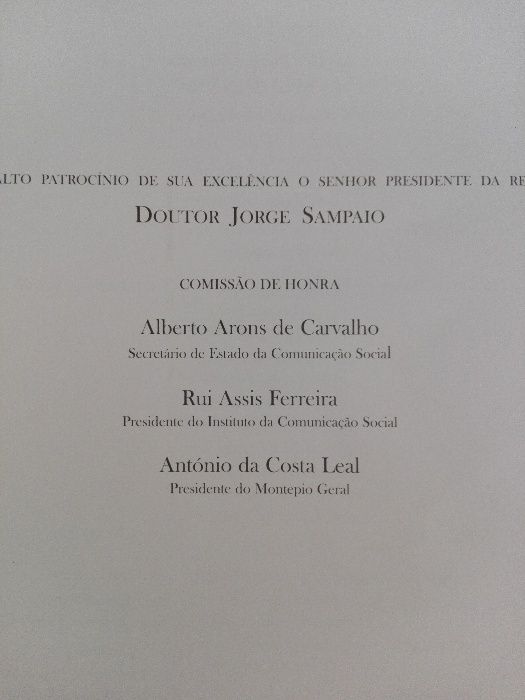 ALTO PATROCÍNIO DE SUA EXCELÊNCIA O SENHOR PRESIDENTE DA RE
DOUTOR JORGE SAMPAIO
COMISSÃO DE HONRA
Alberto Arons de Carvalho
Secretário de Estado da Comunicação Social
Rui Assis Ferreira
Presidente do Instituto da Comunicação Social
António da Costa Leal
Presidente do Montepio Geral